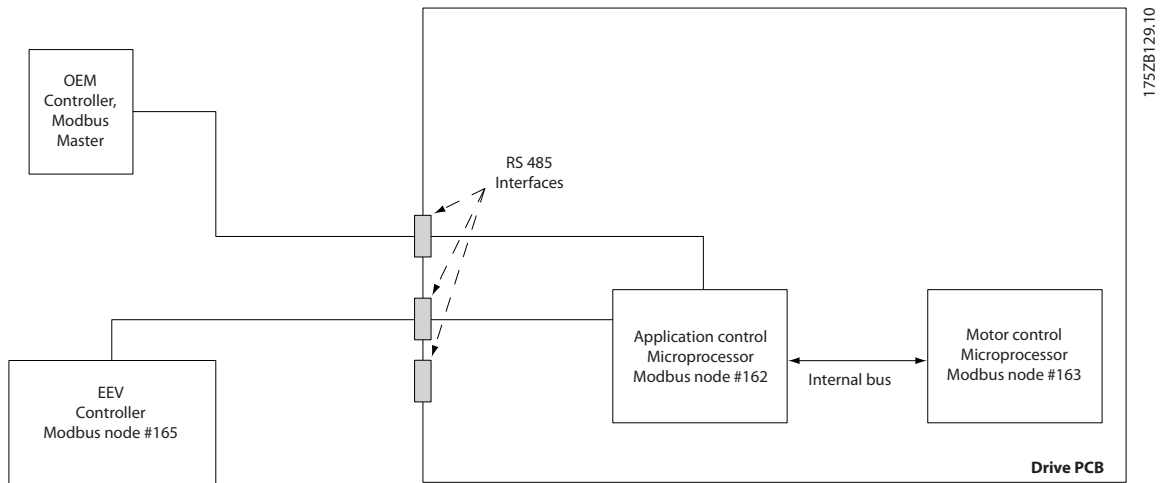 175ZB129.10
OEM
Controller,
Modbus
Master
RS 485
Interfaces
Application control
Microprocessor
Modbus node #162
Internal bus
Motor control
Microprocessor
Modbus node #163
EEV
Controller
Modbus node #165
Drive PCB